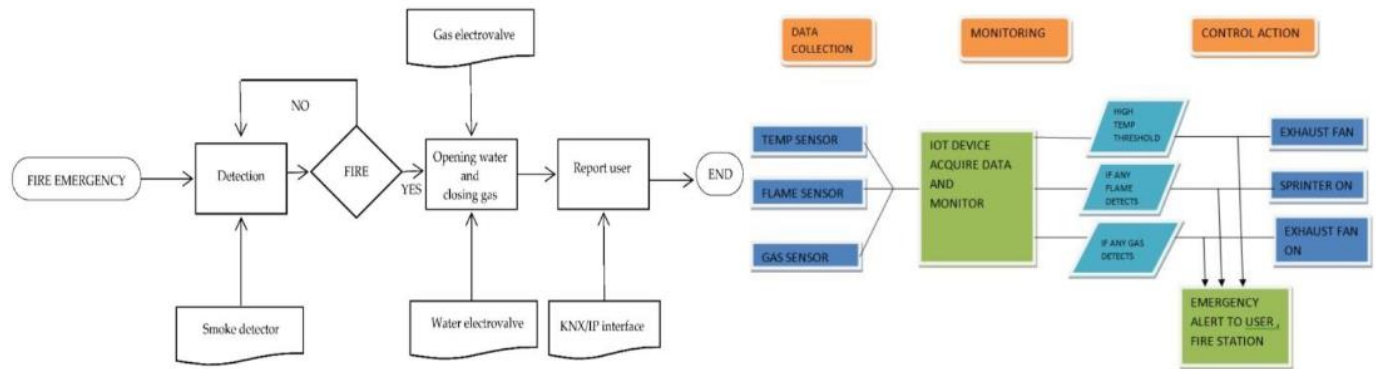 Gas electrovalve
NO
FIRE EMERGENCY
Detection
FIRE
YES
Opening water
and
closing gas
Report user
END
Smoke detector
Water electrovalve
KNX/IP interface
DATA
COLLECTION
MONITORING
CONTROL ACTION
TEMP SENSOR
FLAME SENSOR
GAS SENSOR
IOT DEVICE
ACQUIRE DATA
AND
MONITOR
HIGH
TEMP
THRESHOLD
IF ANY
FLAME
DETECTS
IF ANY GAS
DETECTS
EXHAUST FAN
SPRINTER ON
EXHAUST FAN
ON
EMERGENCY
ALERT TO USER ,
FIRE STATION